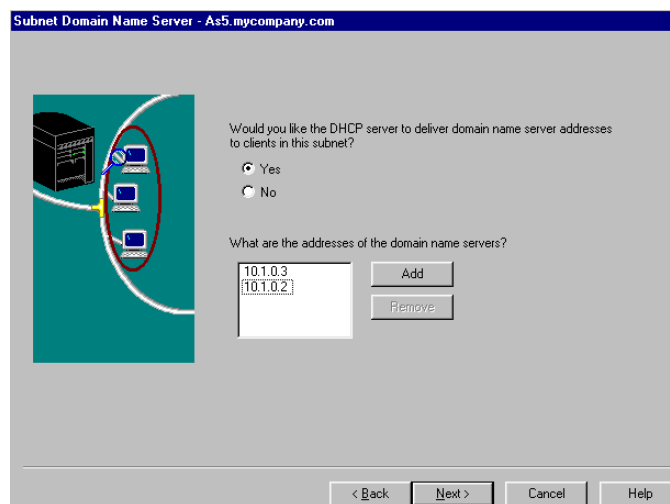 Subnet Domain Name Server - As5.mycompany.com
Would you like the DHCP server to deliver domain name server addresses
to clients in this subnet?
Yes
No
What are the addresses of the domain name servers?
10.1.0.3
10.1.0.2
Add
Remove
< Back
Next >
Cancel
Help